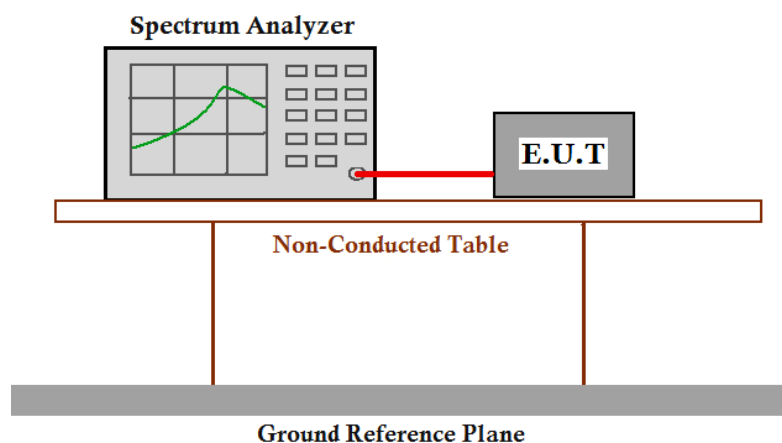 Spectrum Analyzer
E.U.T
Non-Conducted Table
Ground Reference Plane